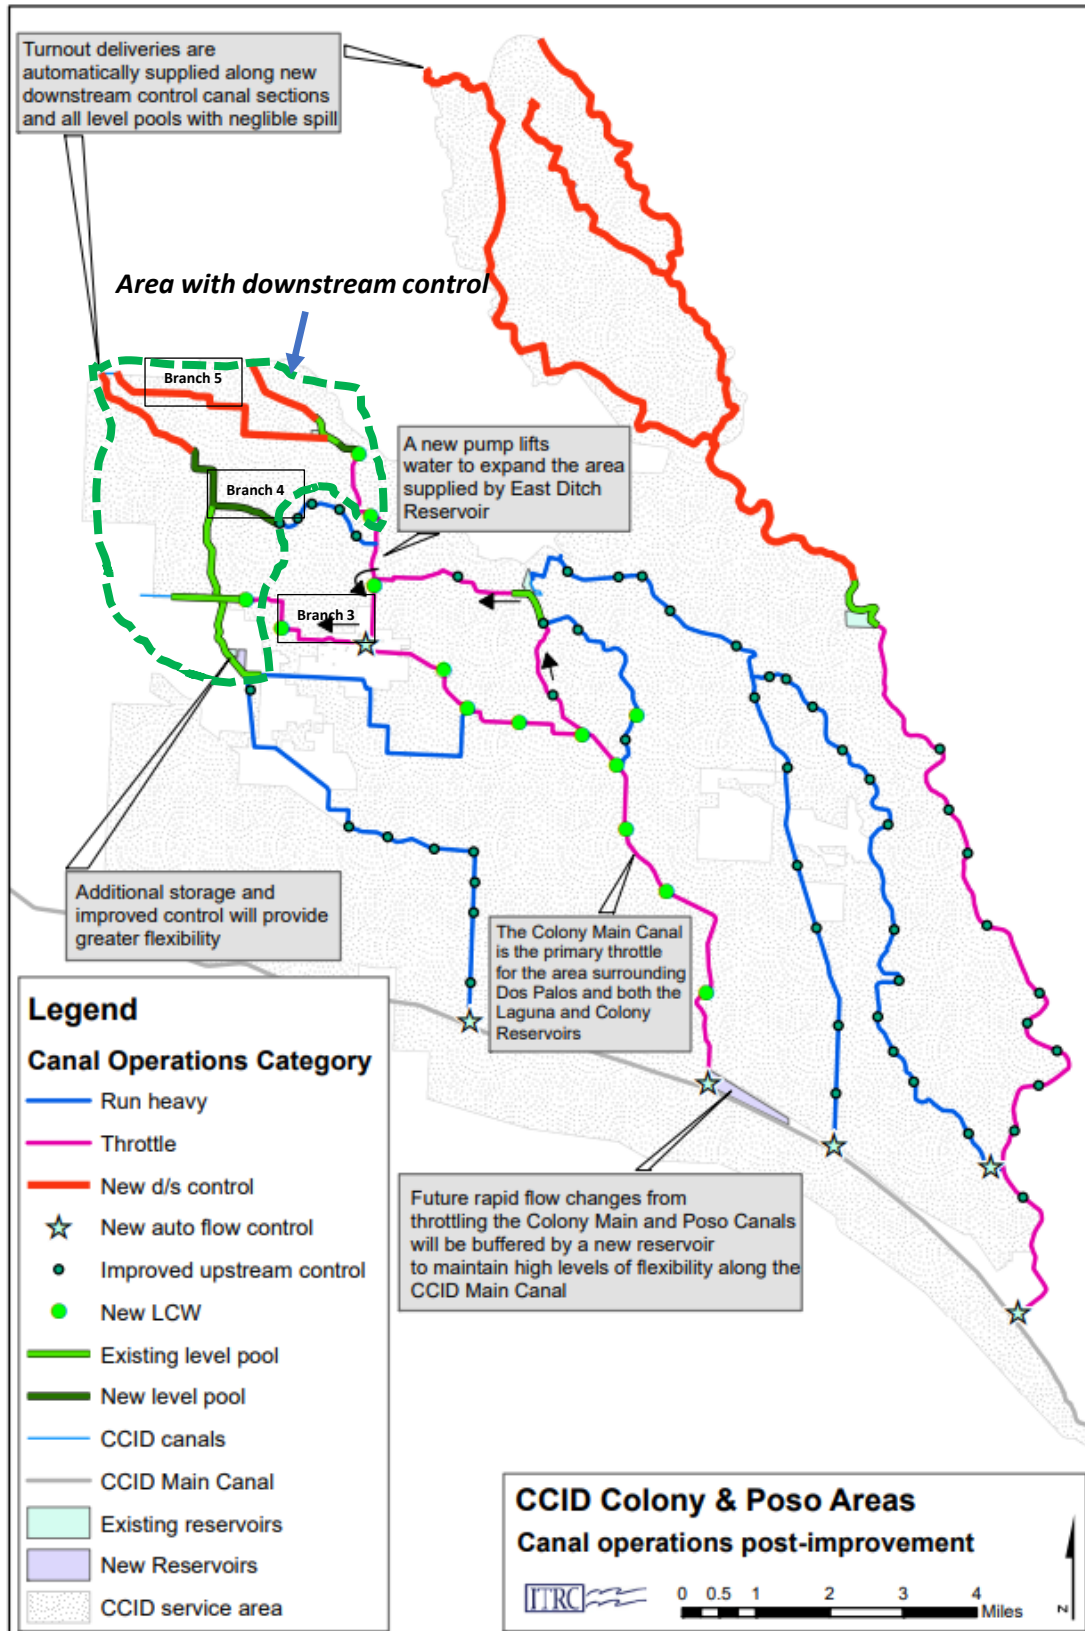 Turnout deliveries are
automatically supplied along new
downstream control canal sections
and all level pools with neglible spill
Area with downstream control
Branch 5
A new pump lifts
water to expand the area
supplied by East Ditch
Reservoir
Branch 4
Branch 3
Additional storage and
improved control will provide
greater flexibility
The Colony Main Canal
is the primary throttle
for the area surrounding
Dos Palos and both the
Laguna and Colony
Reservoirs
Future rapid flow changes from
throttling the Colony Main and Poso Canals
will be buffered by a new reservoir
to maintain high levels of flexibility along the
CCID Main Canal
Legend
Canal Operations Category
Run heavy
Throttle
New d/s control
New auto flow control
Improved upstream control
New LCW
Existing level pool
New level pool
CCID canals
CCID Main Canal
Existing reservoirs
New Reservoirs
CCID service area
CCID Colony & Poso Areas
Canal operations post-improvement
ITRC
0 0.5 1 2 3 4
Miles
N